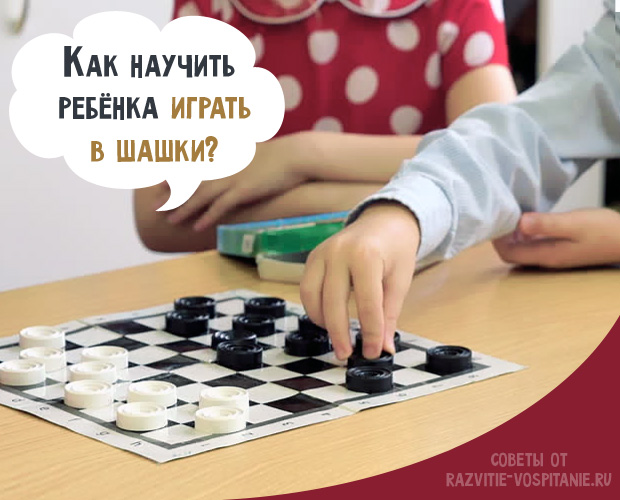 Как научить
ребёнка играть
в шашки?
советы от
razvitie-vospitanie.ru